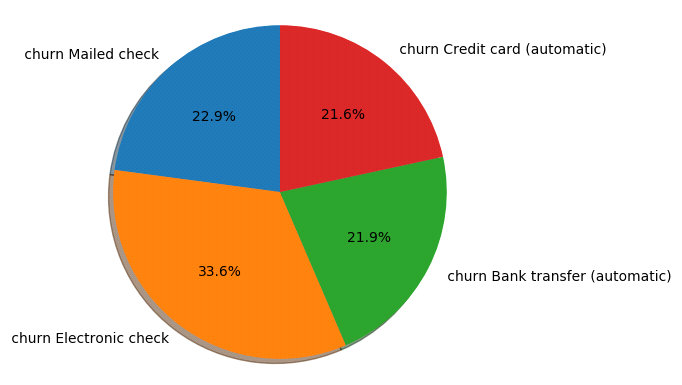 churn Credit card (automatic)
churn Mailed check
21.6%
22.9%
21.9%
33.6%
churn Bank transfer (automatic)
churn Electronic check